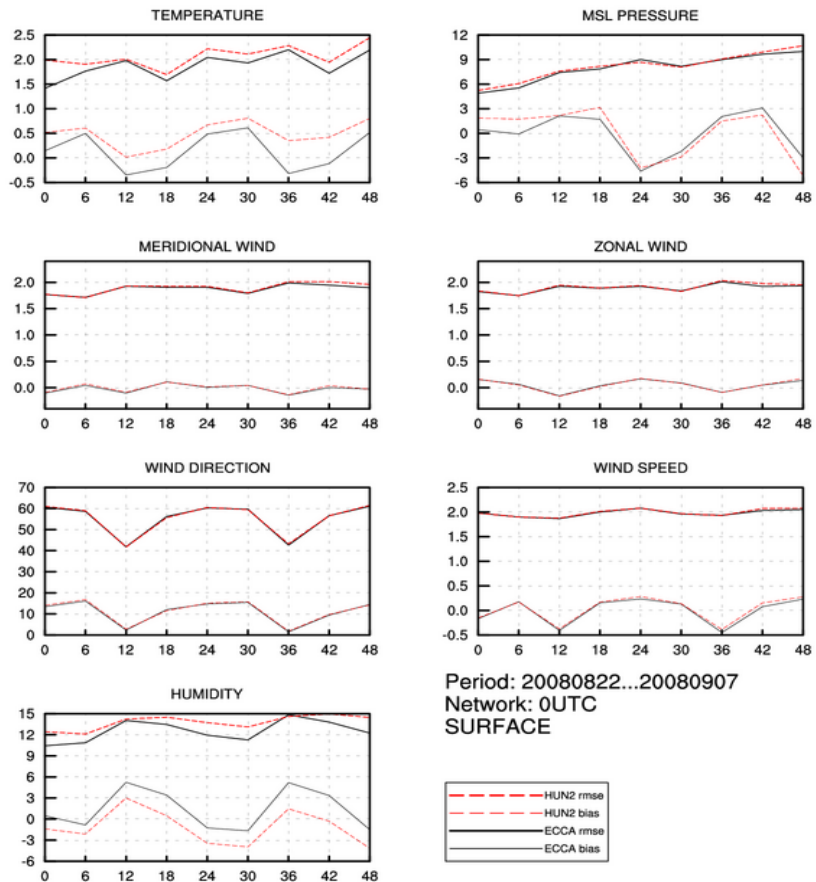 TEMPERATURE
2.5
2.0
1.5
1.0
0.5
0.0
-0.5
0 6 12 18 24 30 36 42 48
MSL PRESSURE
12
9
6
3
0
-3
-6
0 6 12 18 24 30 36 42 48
MERIDIONAL WIND
2.0
1.5
1.0
0.5
0.0
0 6 12 18 24 30 36 42 48
ZONAL WIND
2.0
1.5
1.0
0.5
0.0
0 6 12 18 24 30 36 42 48
WIND DIRECTION
70
60
50
40
30
20
10
0
0 6 12 18 24 30 36 42 48
WIND SPEED
2.5
2.0
1.5
1.0
0.5
0.0
-0.5
0 6 12 18 24 30 36 42 48
HUMIDITY
15
12
9
6
3
0
-3
-6
0 6 12 18 24 30 36 42 48
Period: 20080822...20080907
Network: 0UTC
SURFACE
HUN2 rmse
HUN2 bias
ECCA rmse
ECCA bias